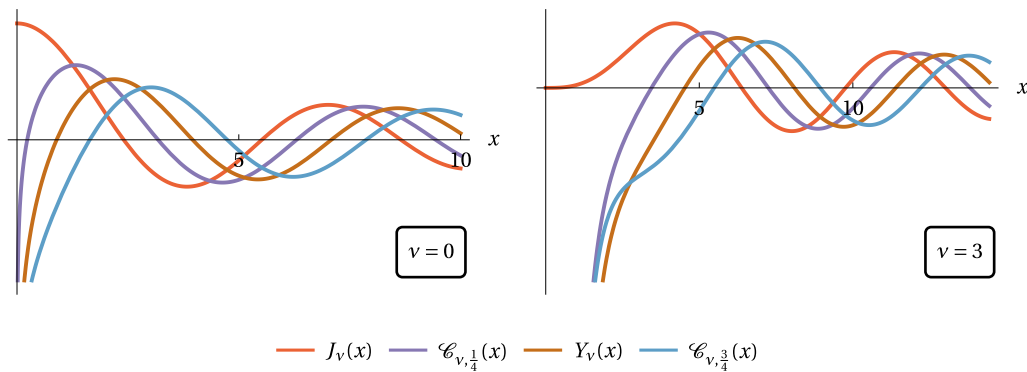 x
5
10
ν = 0
x
5
10
ν = 3
J_ν(x) 𝒞_{ν,1/4}(x) Y_ν(x) 𝒞_{ν,3/4}(x)